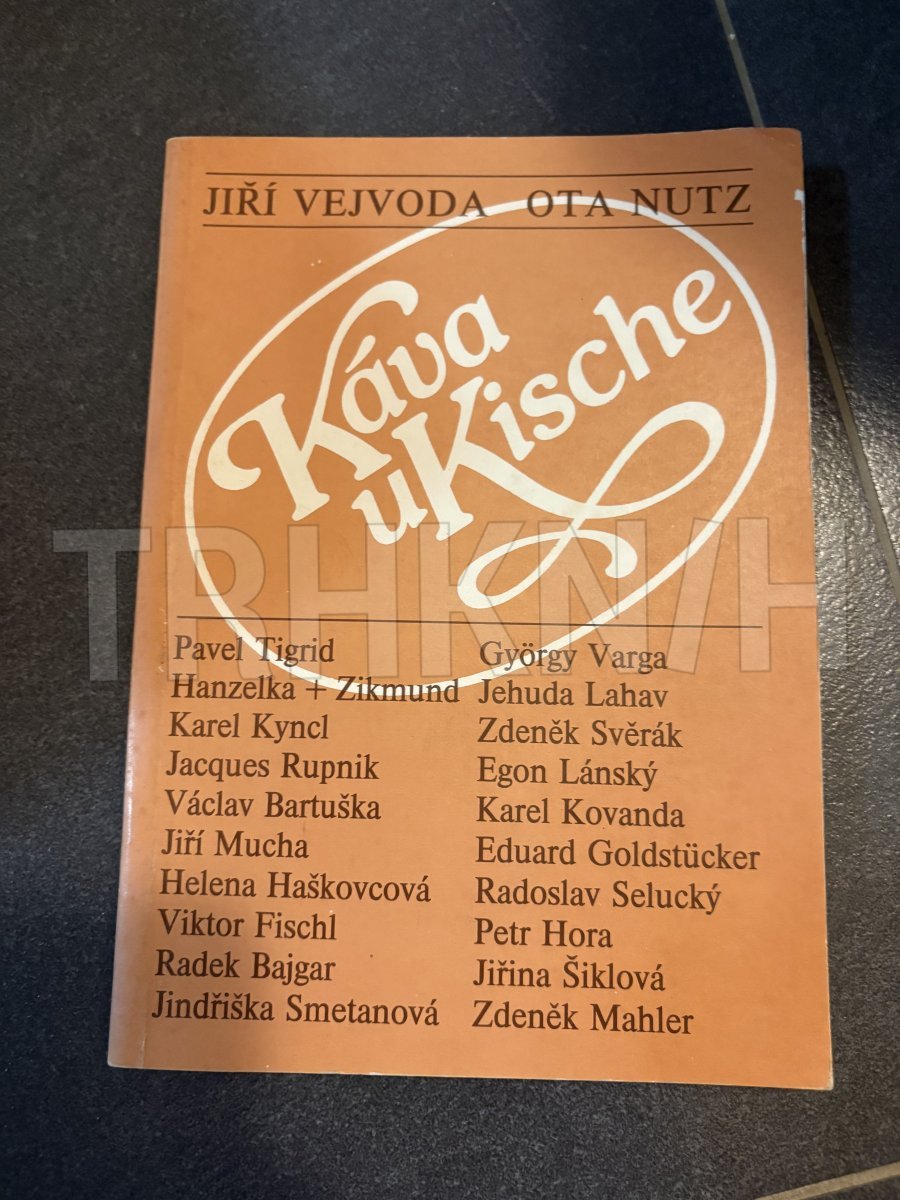 JIŘÍ VEJVODA OTA NUTZ
Káva
u Kische
Pavel Tigrid
Hanzelka + Zikmund
Karel Kyncl
Jacques Rupnik
Václav Bartuška
Jiří Mucha
Helena Haškovcová
Viktor Fischl
Radek Bajgar
Jindřiška Smetanová
György Varga
Jehuda Lahav
Zdeněk Svěrák
Egon Lánský
Karel Kovanda
Eduard Goldstücker
Radoslav Selucký
Petr Hora
Jiřina Šiklová
Zdeněk Mahler
TRHKNIH